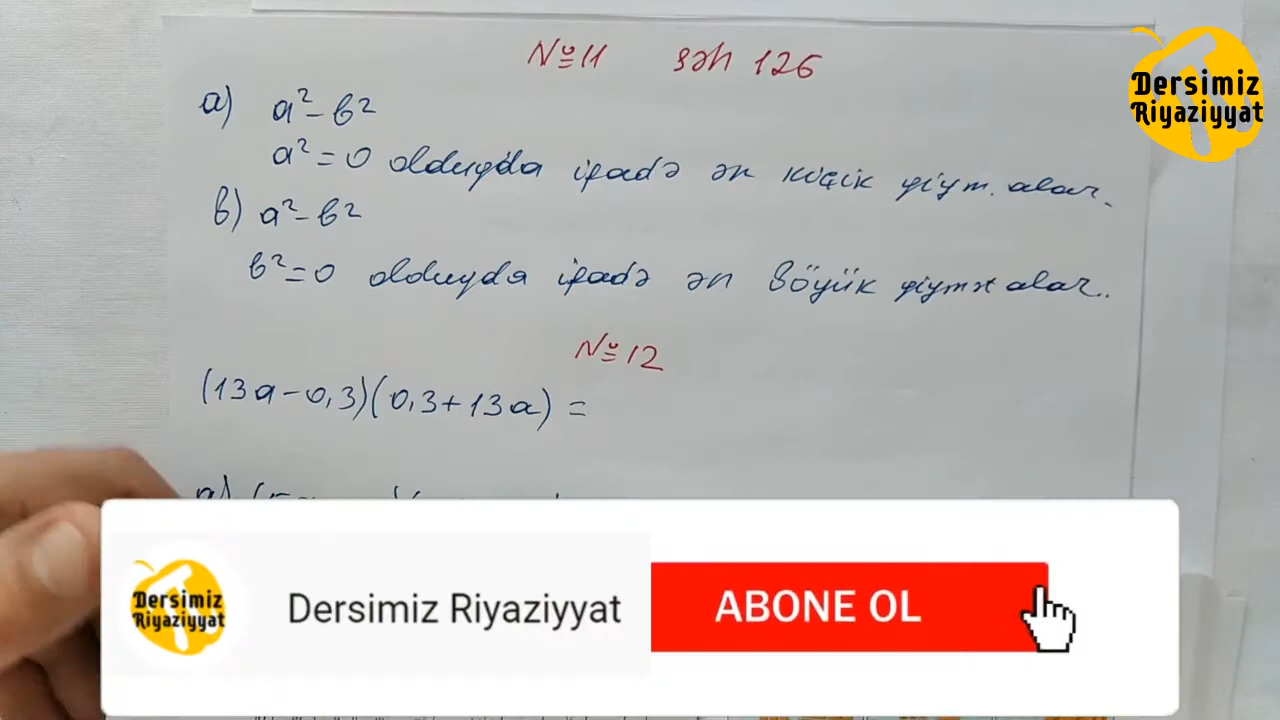 №11 səh 126
a) a² - b²
a² = 0 olduqda ifadə ən kiçik qiym. alar.
b) a² - b²
b² = 0 olduqda ifadə ən böyük qiymət alar.
№12
(13a - 0,3)(0,3 + 13a) =
Dersimiz
Riyaziyyat
Dersimiz
Riyaziyyat
Dersimiz Riyaziyyat
ABONE OL